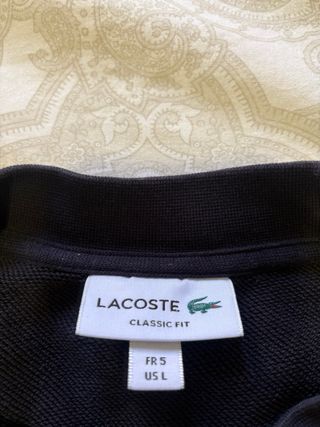 LACOSTE
CLASSIC FIT
FR 5
US L